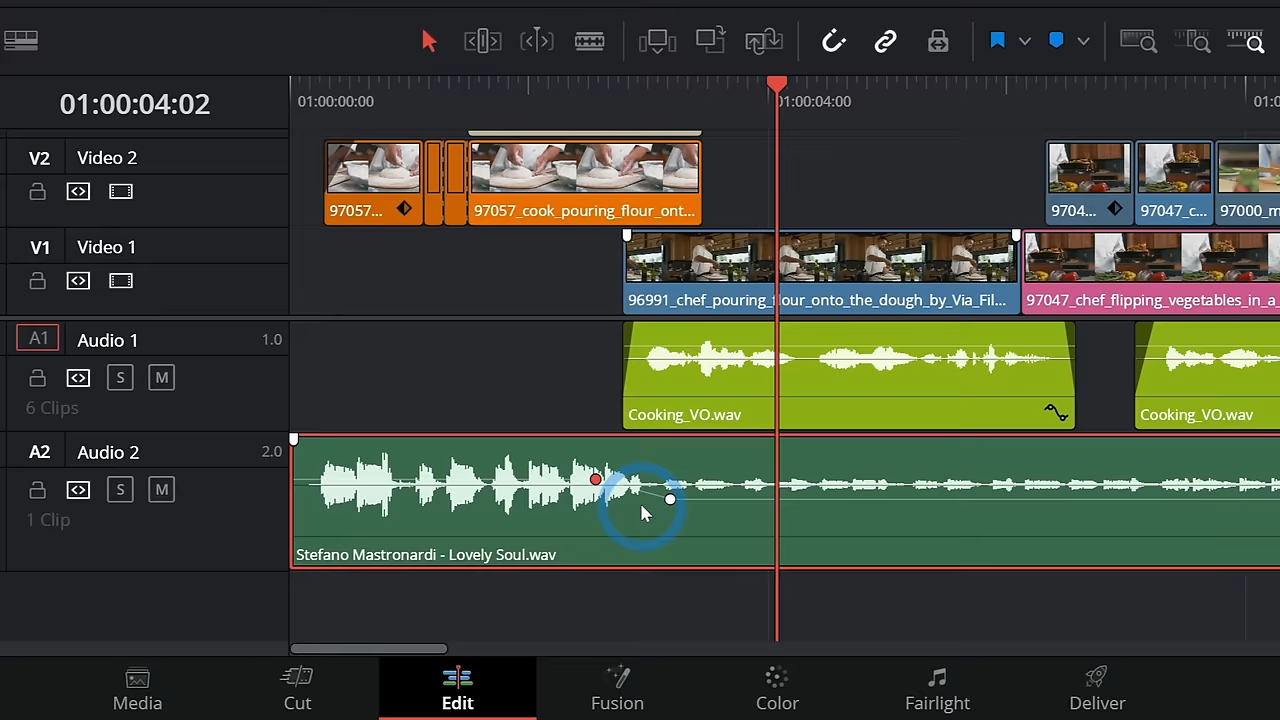 01:00:04:02
01:00:00:00
01:00:04:00
01:0
V2 Video 2
97057...
97057_cook_pouring_flour_ont...
9704...
97047_c...
97000_m
V1 Video 1
96991_chef_pouring_flour_onto_the_dough_by_Via_Fil...
97047_chef_flipping_vegetables_in_a_
A1 Audio 1 1.0
S M
6 Clips
Cooking_VO.wav
Cooking_VO.wav
A2 Audio 2 2.0
S M
1 Clip
Stefano Mastronardi - Lovely Soul.wav
Media
Cut
Edit
Fusion
Color
Fairlight
Deliver